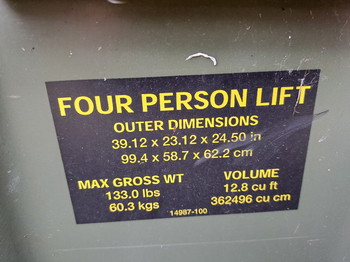 FOUR PERSON LIFT
OUTER DIMENSIONS
39.12 x 23.12 x 24.50 in
99.4 x 58.7 x 62.2 cm
MAX GROSS WT
133.0 lbs
60.3 kgs
VOLUME
12.8 cu ft
362496 cu cm
14987-100